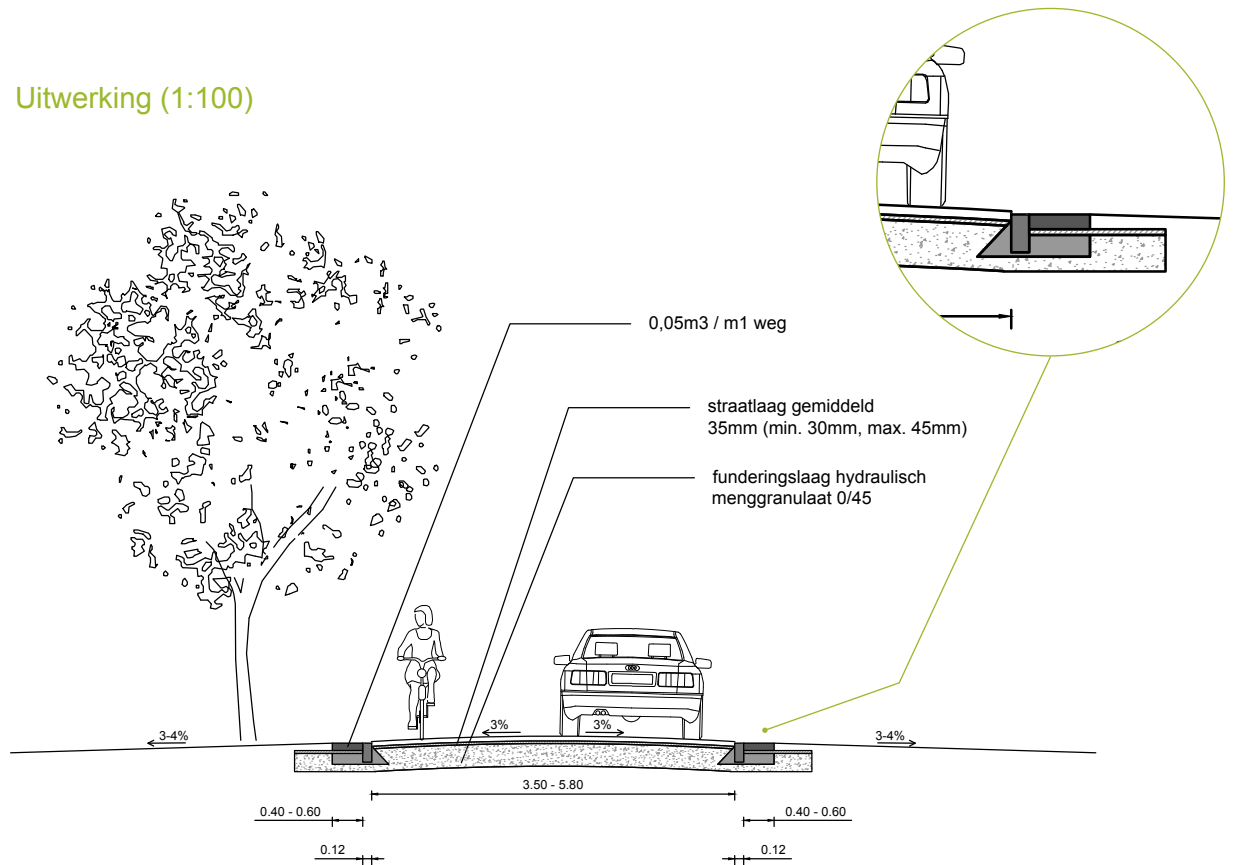 Uitwerking (1:100)
0,05m3 / m1 weg
straatlaag gemiddeld
35mm (min. 30mm, max. 45mm)
funderingslaag hydraulisch
menggranulaat 0/45
3-4%
3%
3%
3-4%
3.50 - 5.80
0.40 - 0.60
0.40 - 0.60
0.12
0.12